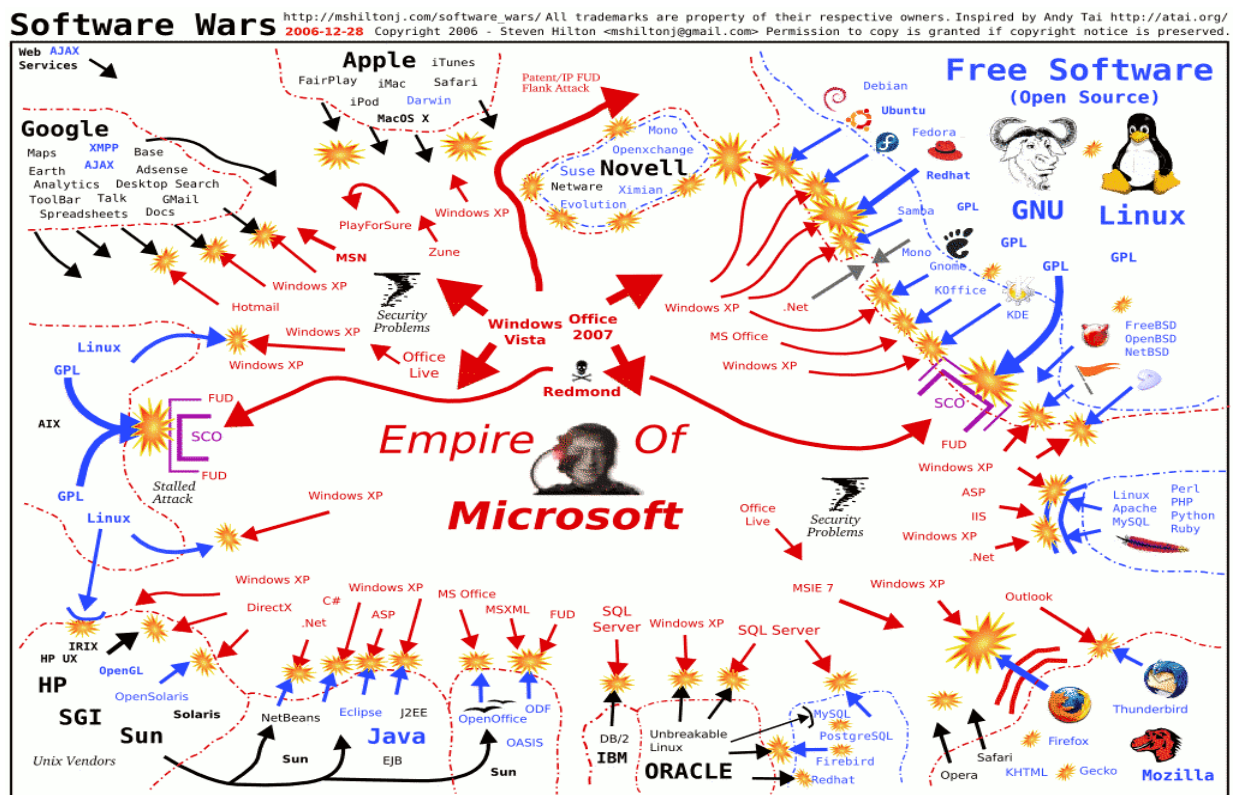 Software Wars
http://mshiltonj.com/software_wars/ All trademarks are property of their respective owners. Inspired by Andy Tai http://atai.org/
2006-12-28 Copyright 2006 - Steven Hilton <mshiltonj@gmail.com> Permission to copy is granted if copyright notice is preserved.
Web AJAX
Services
Apple
iTunes
FairPlay
iMac
Safari
iPod
Darwin
MacOS X
Patent/IP FUD
Flank Attack
Free Software
(Open Source)
Google
Maps
XMPP
Base
AJAX
Earth
Adsense
Analytics
Desktop Search
ToolBar
Talk
GMail
Spreadsheets
Docs
Mono
Openxchange
Suse
Novell
Netware
Ximian
Evolution
Debian
Ubuntu
Fedora
Redhat
Samba
GPL
GNU
Linux
GPL
GPL
GPL
Mono
Gnome
KOffice
KDE
FreeBSD
OpenBSD
NetBSD
PlayForSure
Windows XP
Zune
MSN
Windows XP
Hotmail
Security
Problems
Windows
Vista
Office
2007
Windows XP
.Net
MS Office
Windows XP
Linux
GPL
Windows XP
Windows XP
Office
Live
Redmond
AIX
FUD
SCO
FUD
Stalled
Attack
GPL
Linux
Windows XP
Empire Of
Microsoft
SCO
FUD
Windows XP
ASP
IIS
Windows XP
.Net
Linux
Apache
MySQL
Perl
PHP
Python
Ruby
Office
Live
Security
Problems
MSIE 7
Windows XP
Outlook
Windows XP
DirectX
C#
.Net
Windows XP
ASP
MS Office
MSXML
FUD
SQL
Server
Windows XP
SQL Server
IRIX
HP UX
OpenGL
HP
OpenSolaris
SGI
Solaris
Sun
Unix Vendors
NetBeans
Eclipse
J2EE
Java
Sun
EJB
OpenOffice
ODF
OASIS
Sun
DB/2
IBM
Unbreakable
Linux
ORACLE
MySQL
PostgreSQL
Firebird
Redhat
Opera
Safari
KHTML
Firefox
Gecko
Thunderbird
Mozilla